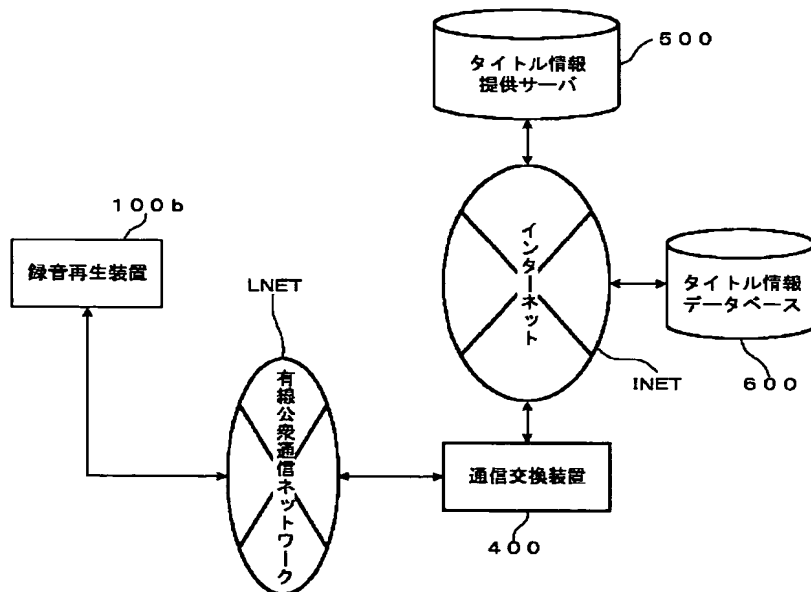 500
タイトル情報
提供サーバ
100b
録音再生装置
インターネット
タイトル情報
データベース
LNET
INET
600
有線公衆通信ネットワーク
通信交換装置
400